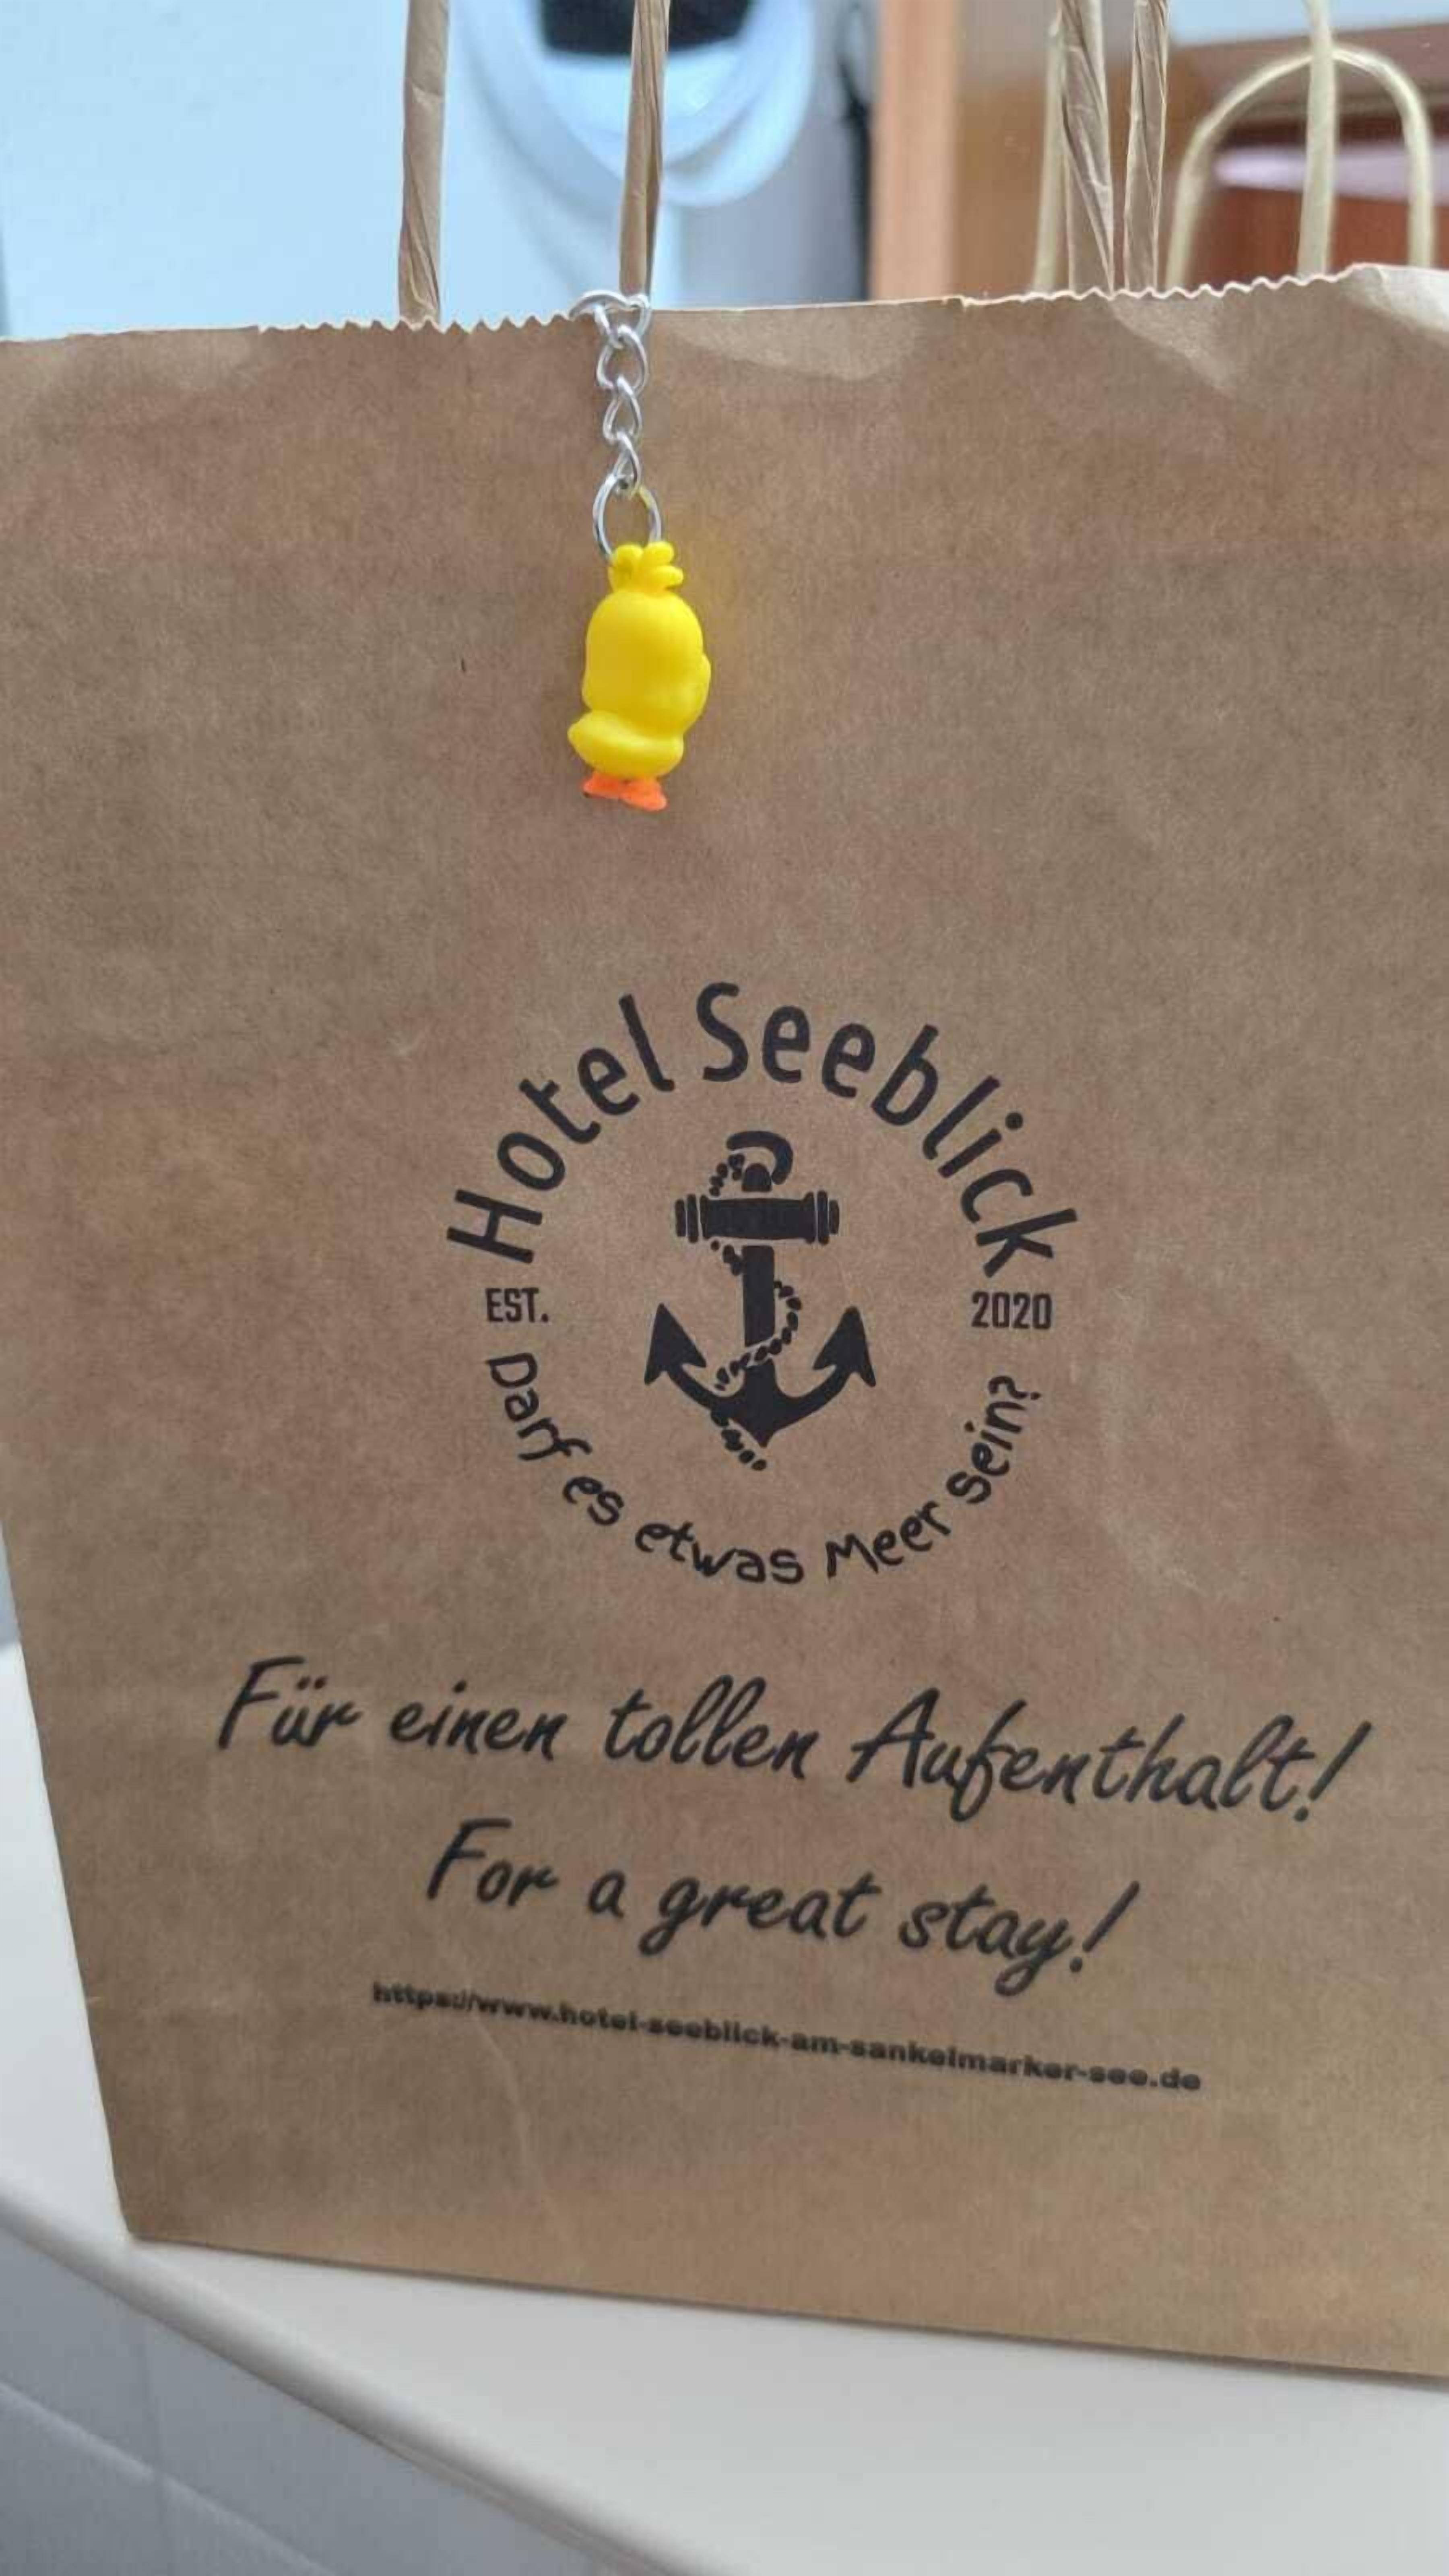 Hotel Seeblick
EST. 2020
Darf es etwas Meer sein?
Für einen tollen Aufenthalt!
For a great stay!
https://www.hotel-seeblick-am-sankelmarker-see.de